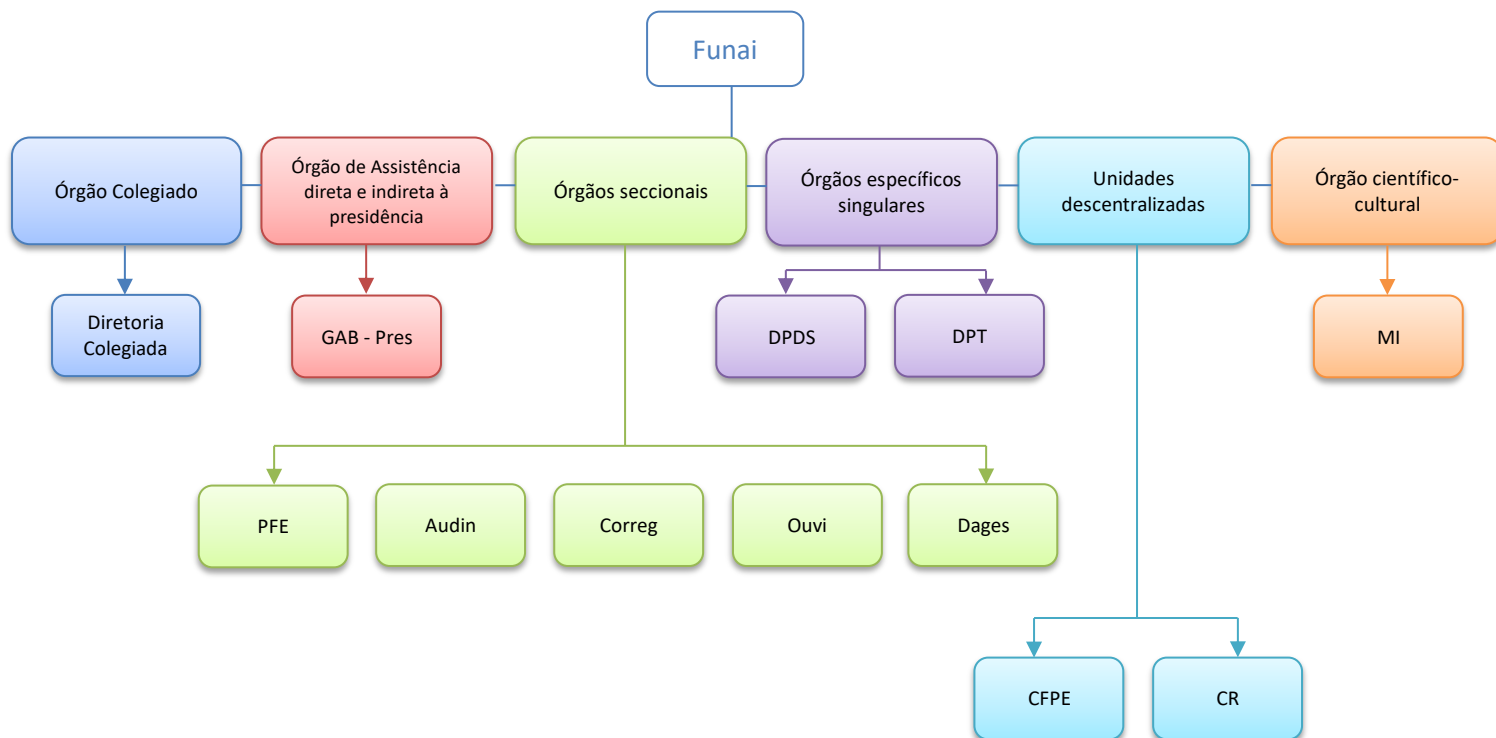 Funai
Órgão Colegiado
Órgão de Assistência
direta e indireta à
presidência
Órgãos seccionais
Órgãos específicos
singulares
Unidades
descentralizadas
Órgão científico-
cultural
Diretoria
Colegiada
GAB - Pres
DPDS
DPT
MI
PFE
Audin
Correg
Ouvi
Dages
CFPE
CR